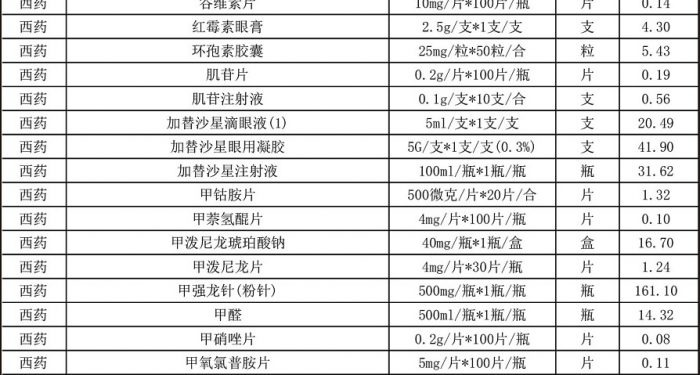 西药 谷维素片 10mg/片*100片/瓶 片 0.14
西药 红霉素眼膏 2.5g/支*1支/支 支 4.30
西药 环孢素胶囊 25mg/粒*50粒/合 粒 5.43
西药 肌苷片 0.2g/片*100片/瓶 片 0.19
西药 肌苷注射液 0.1g/支*10支/合 支 0.56
西药 加替沙星滴眼液(1) 5ml/支*1支/支 支 20.49
西药 加替沙星眼用凝胶 5G/支*1支/支(0.3%) 支 41.90
西药 加替沙星注射液 100ml/瓶*1瓶/瓶 瓶 31.62
西药 甲钴胺片 500微克/片*20片/合 片 1.32
西药 甲萘氢醌片 4mg/片*100片/瓶 片 0.10
西药 甲泼尼龙琥珀酸钠 40mg/瓶*1瓶/盒 盒 16.70
西药 甲泼尼龙片 4mg/片*30片/瓶 片 1.24
西药 甲强龙针(粉针) 500mg/瓶*1瓶/瓶 瓶 161.10
西药 甲醛 500ml/瓶*1瓶/瓶 瓶 14.32
西药 甲硝唑片 0.2g/片*100片/瓶 片 0.08
西药 甲氧氯普胺片 5mg/片*100片/瓶 片 0.11